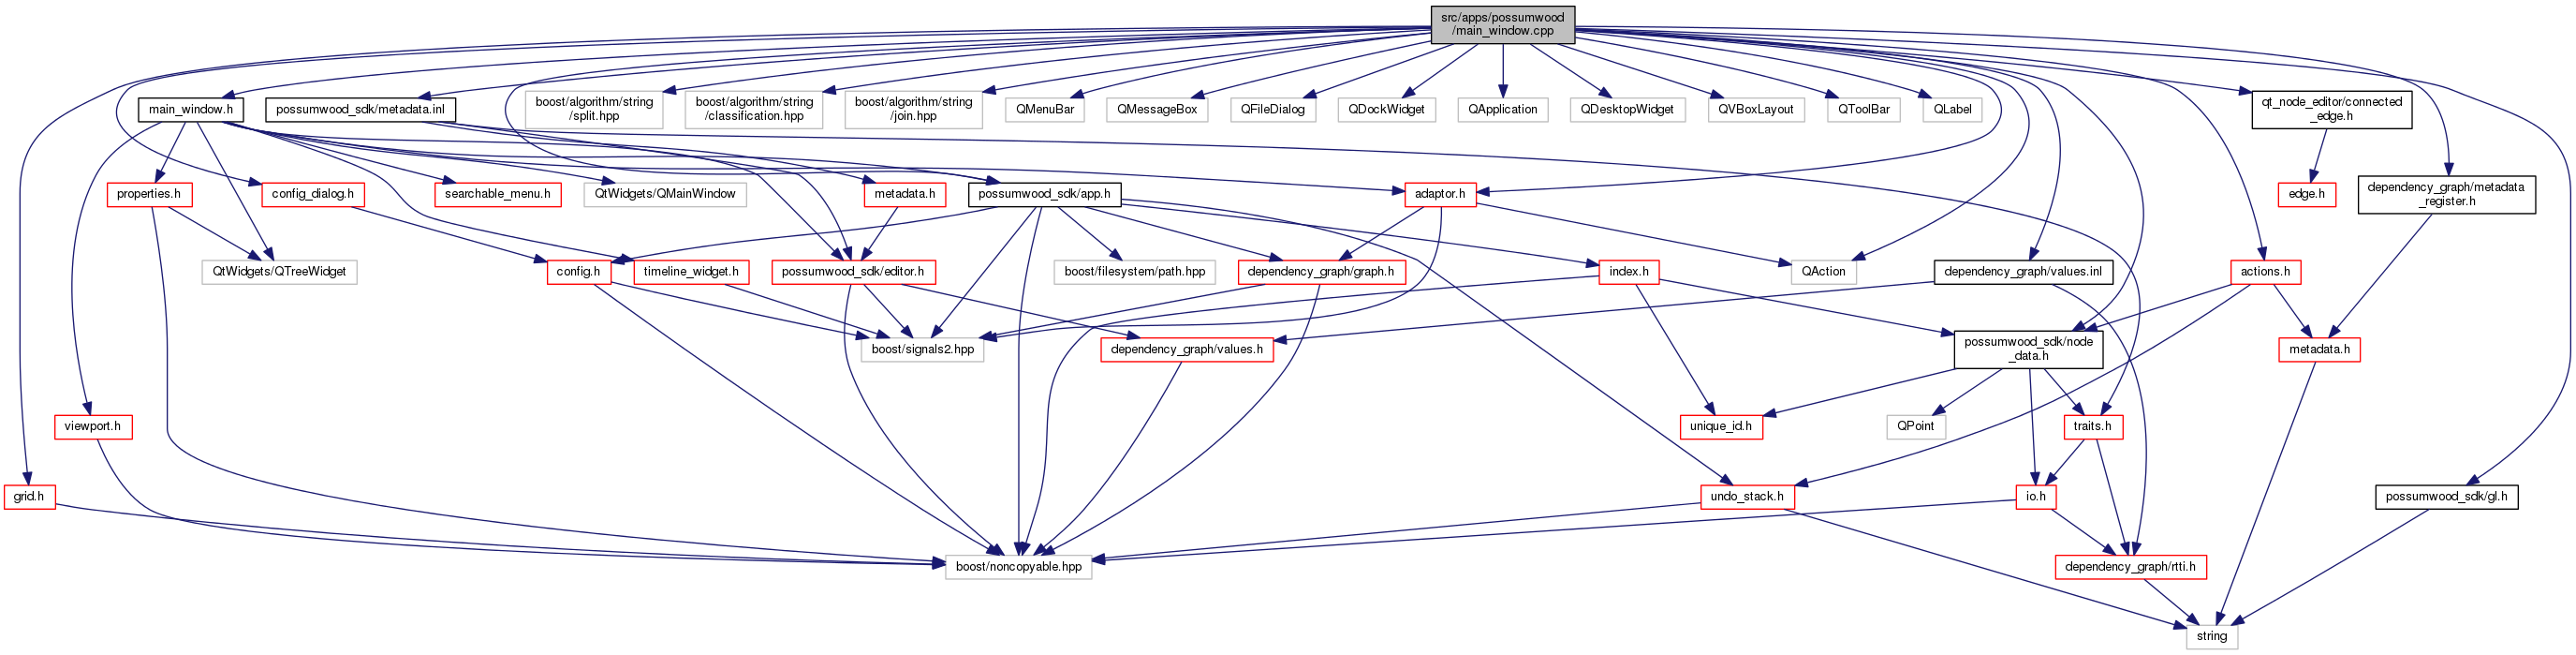 src/apps/possumwood
/main_window.cpp
main_window.h
possumwood_sdk/metadata.inl
boost/algorithm/string
/split.hpp
boost/algorithm/string
/classification.hpp
boost/algorithm/string
/join.hpp
QMenuBar
QMessageBox
QFileDialog
QDockWidget
QApplication
QDesktopWidget
QVBoxLayout
QToolBar
QLabel
qt_node_editor/connected
_edge.h
properties.h
config_dialog.h
searchable_menu.h
QtWidgets/QMainWindow
metadata.h
possumwood_sdk/app.h
adaptor.h
edge.h
dependency_graph/metadata
_register.h
QtWidgets/QTreeWidget
config.h
timeline_widget.h
possumwood_sdk/editor.h
boost/filesystem/path.hpp
dependency_graph/graph.h
index.h
QAction
dependency_graph/values.inl
actions.h
boost/signals2.hpp
dependency_graph/values.h
possumwood_sdk/node
_data.h
metadata.h
viewport.h
unique_id.h
QPoint
traits.h
grid.h
undo_stack.h
io.h
possumwood_sdk/gl.h
boost/noncopyable.hpp
dependency_graph/rtti.h
string